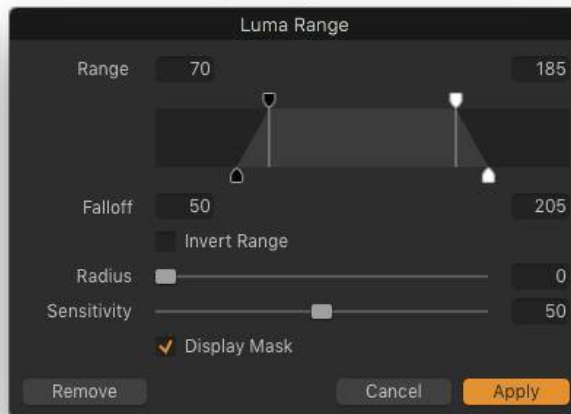 Luma Range
Range 70 185
Falloff 50 205
Invert Range
Radius 0
Sensitivity 50
Display Mask
Remove Cancel Apply